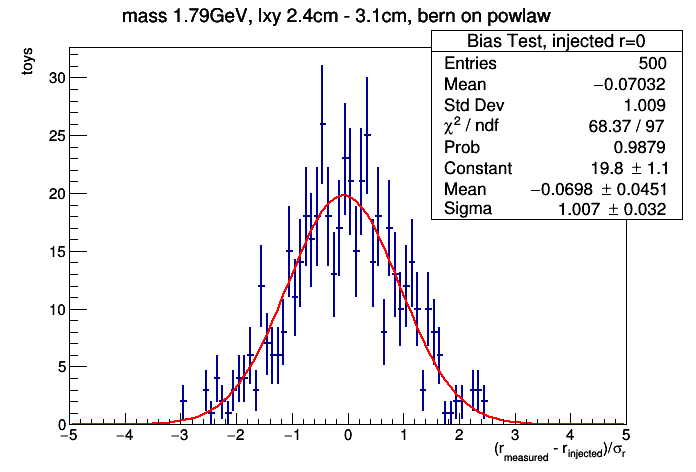 mass 1.79GeV, lxy 2.4cm - 3.1cm, bern on powlaw
Bias Test, injected r=0
Entries 500
Mean −0.07032
Std Dev 1.009
χ² / ndf 68.37 / 97
Prob 0.9879
Constant 19.8 ± 1.1
Mean −0.0698 ± 0.0451
Sigma 1.007 ± 0.032
toys
30
25
20
15
10
5
0
−5 −4 −3 −2 −1 0 1 2 3 4 5
(r_measured - r_injected)/σ_r